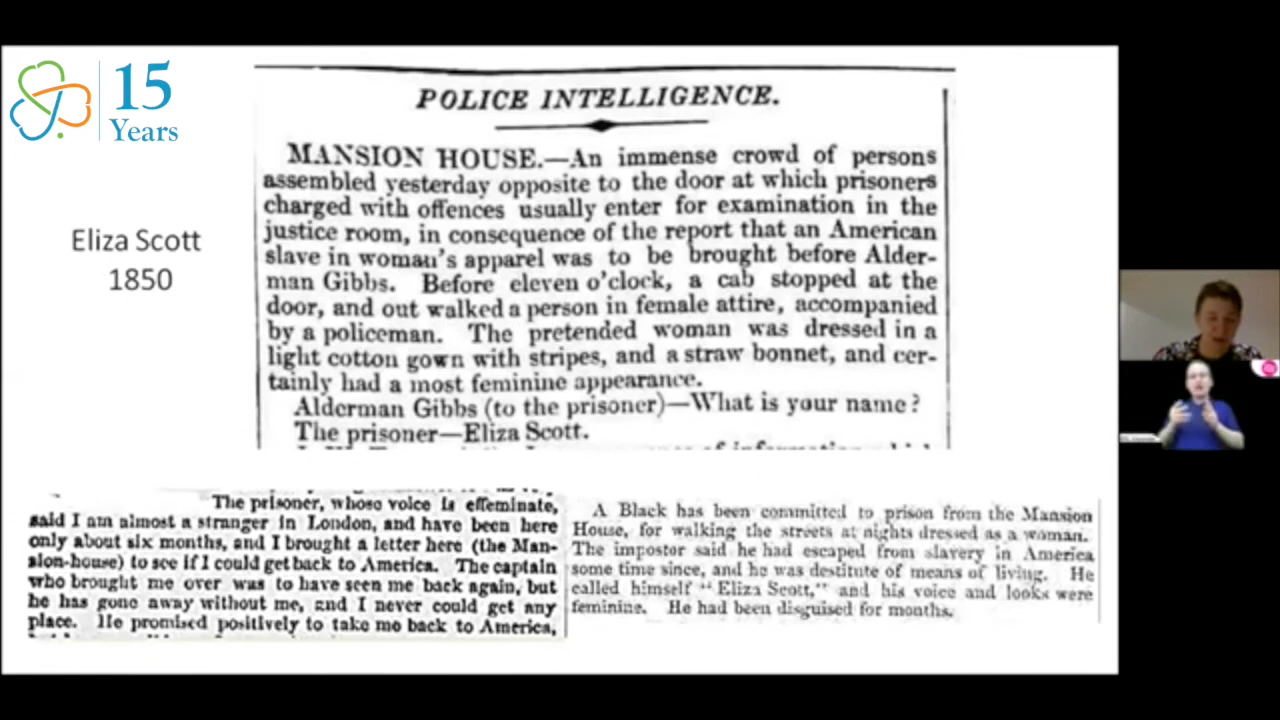 15
Years
Eliza Scott
1850
POLICE INTELLIGENCE.
MANSION HOUSE.—An immense crowd of persons
assembled yesterday opposite to the door at which prisoners
charged with offences usually enter for examination in the
justice room, in consequence of the report that an American
slave in woman's apparel was to be brought before Alder-
man Gibbs. Before eleven o'clock, a cab stopped at the
door, and out walked a person in female attire, accompanied
by a policeman. The pretended woman was dressed in a
light cotton gown with stripes, and a straw bonnet, and cer-
tainly had a most feminine appearance.
Alderman Gibbs (to the prisoner)—What is your name?
The prisoner—Eliza Scott.
The prisoner, whose voice is effeminate,
said I am almost a stranger in London, and have been here
only about six months, and I brought a letter here (the Man-
sion-house) to see if I could get back to America. The captain
who brought me over was to have seen me back again, but
he has gone away without me, and I never could get any
place. He promised positively to take me back to America,
A Black has been committed to prison from the Mansion
House, for walking the streets at nights dressed as a woman.
The impostor said he had escaped from slavery in America
some time since, and he was destitute of means of living. He
called himself "Eliza Scott," and his voice and looks were
feminine. He had been disguised for months.